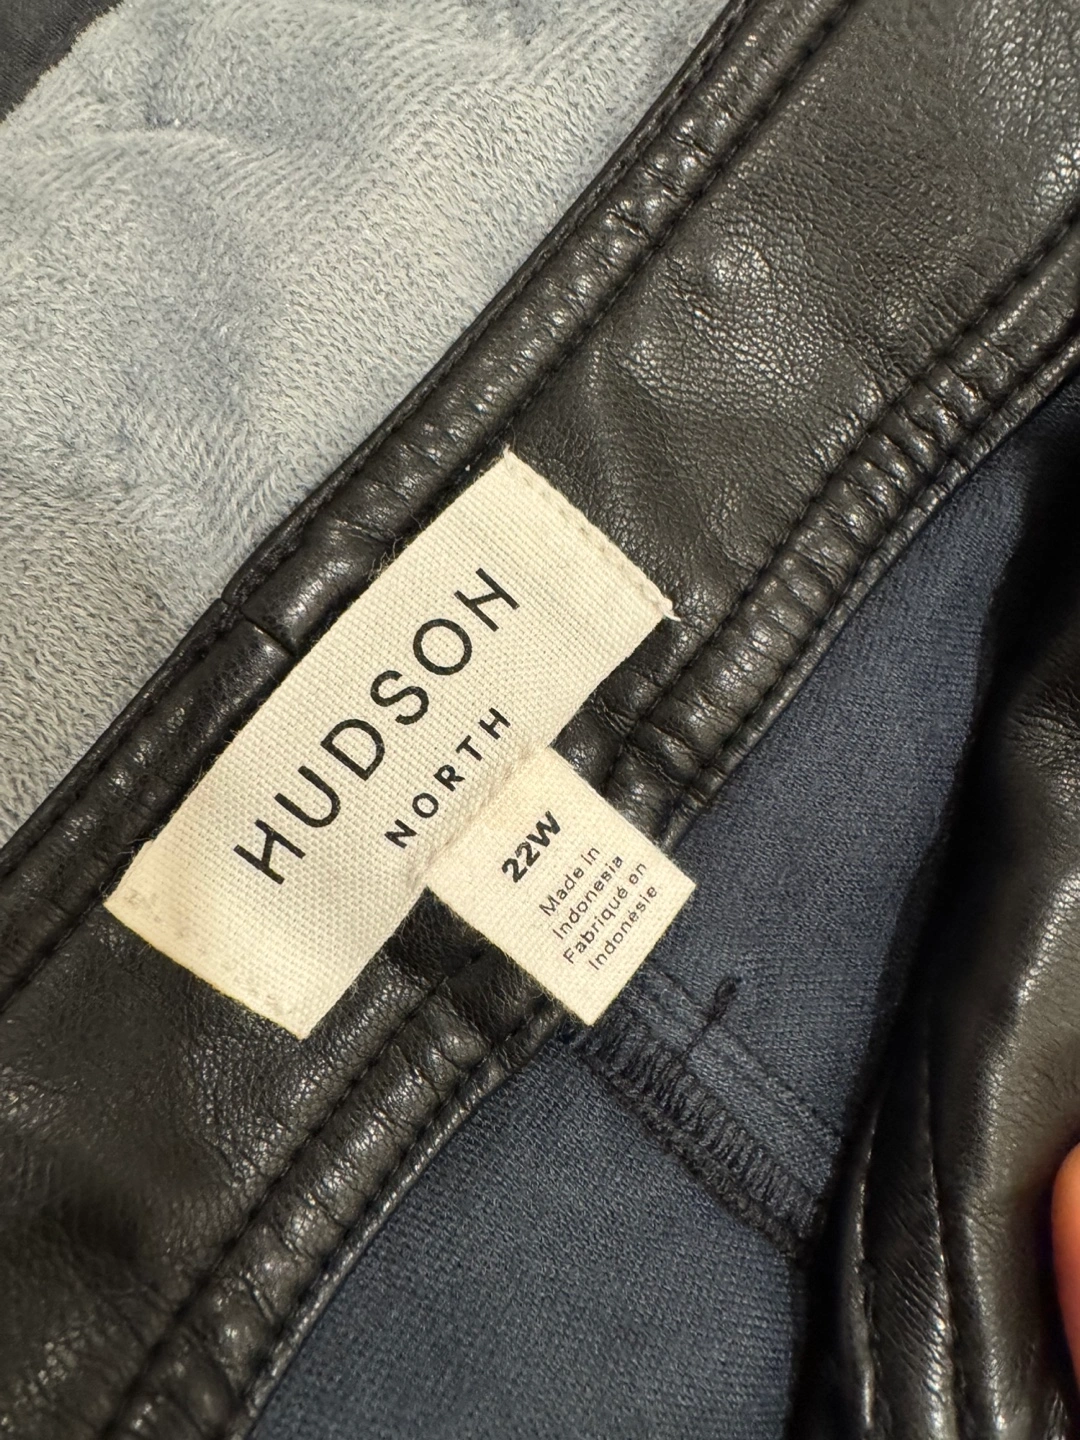 HUDSON
NORTH
22W
Made in
Indonesia
Fabriqué en
Indonésie